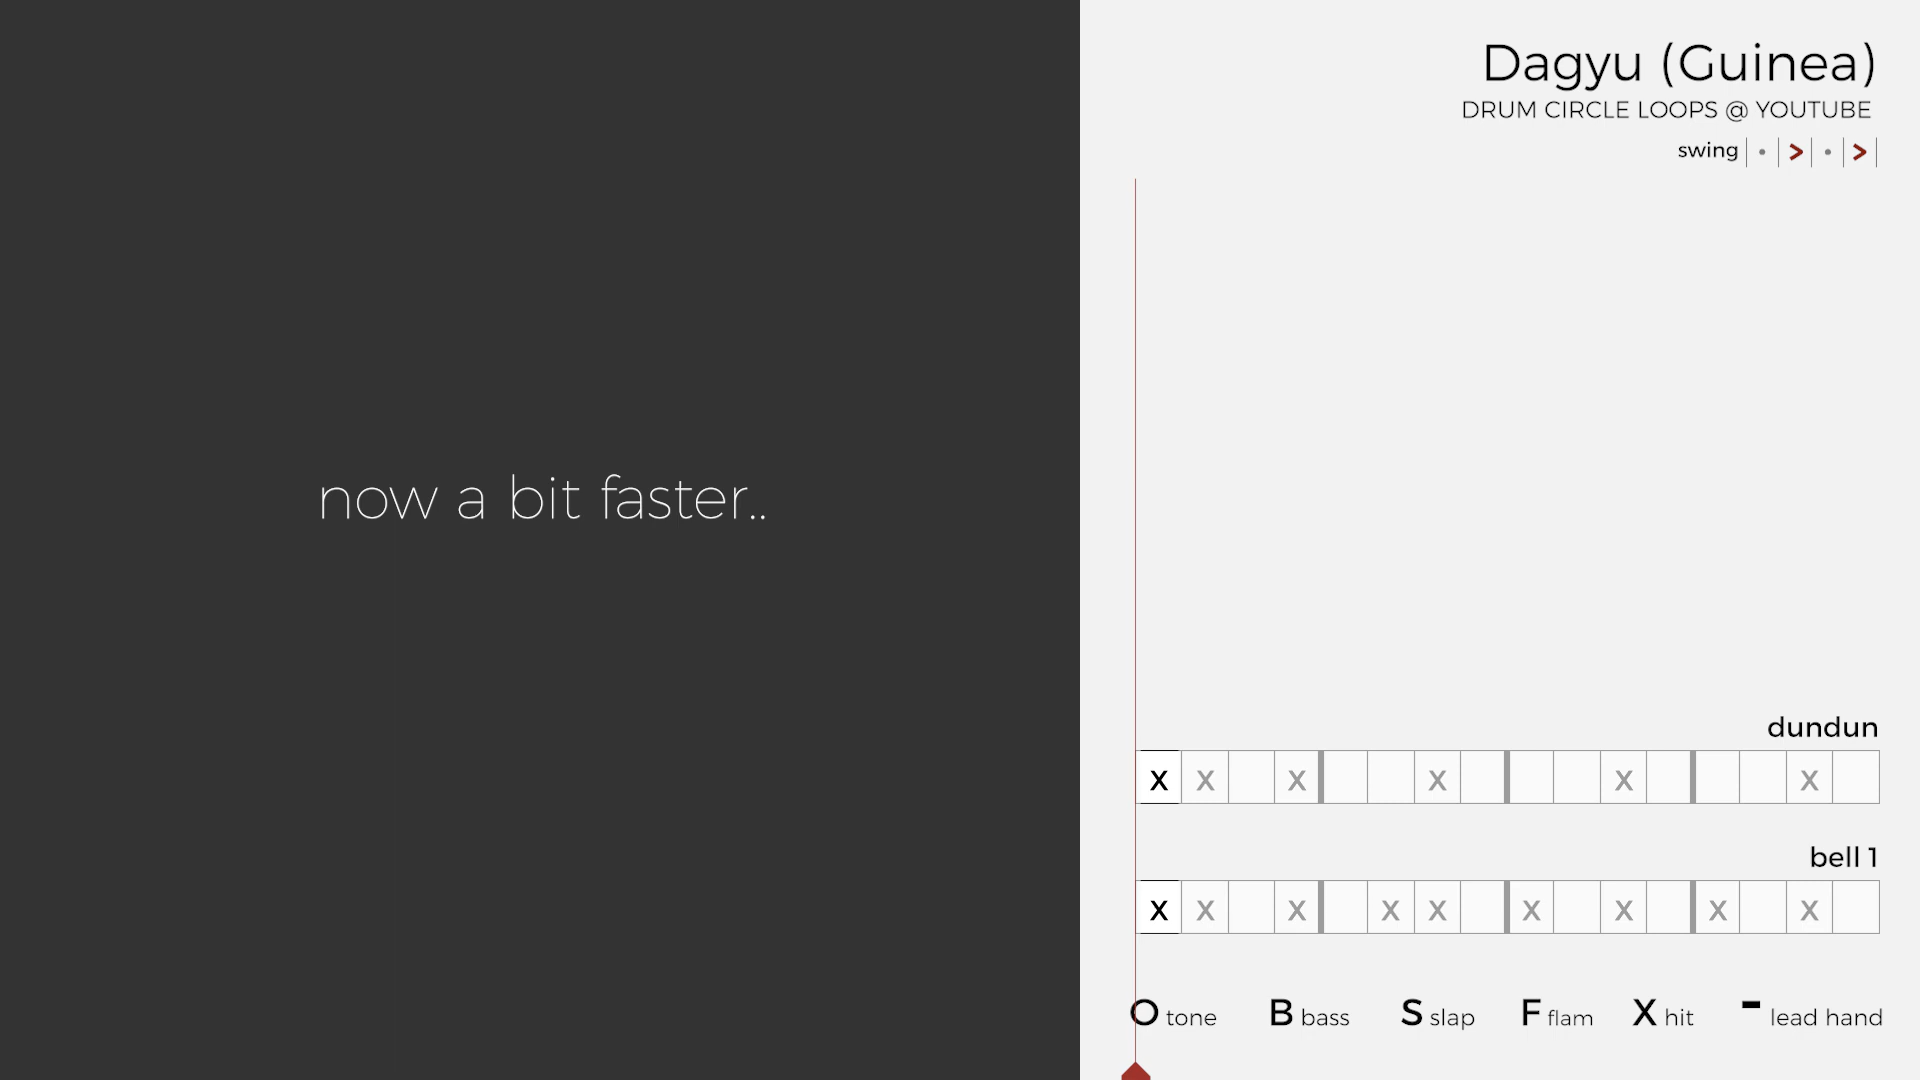 now a bit faster..
Dagyu (Guinea)
DRUM CIRCLE LOOPS @ YOUTUBE
swing | • | > | • | > |
dundun
X X X X X X
bell 1
X X X X X X X X X
O tone B bass S slap F flam X hit - lead hand